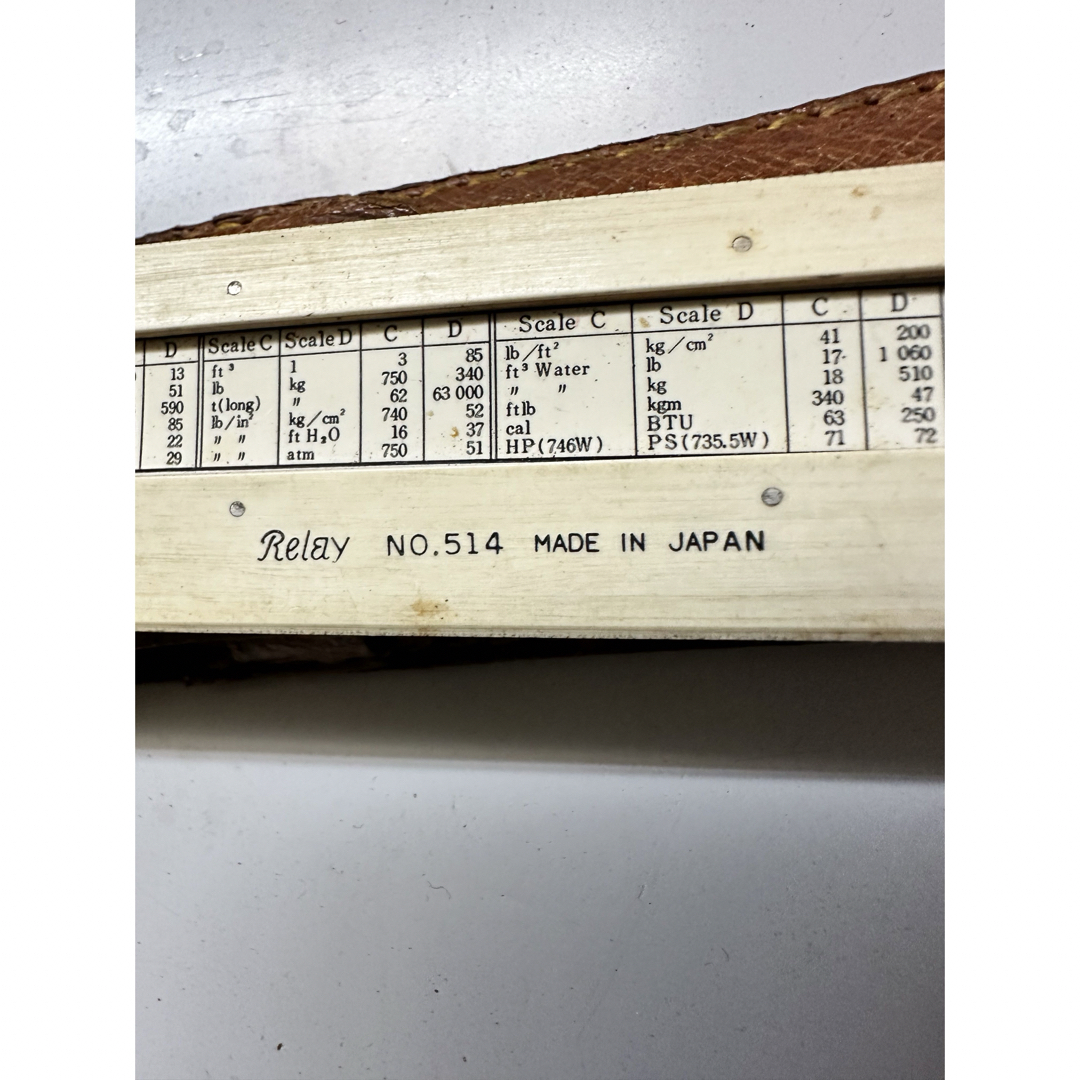 D Scale C Scale D C D Scale C Scale D C D
13 ft³ l 3 85 lb/ft² kg/cm² 41 200
51 lb kg 750 340 ft³ Water lb 17 1 060
590 t(long) 〃 62 63 000 〃 〃 kg 18 510
85 lb/in² kg/cm² 740 52 ftlb kgm 340 47
22 〃 〃 ft H₂O 16 37 cal BTU 63 250
29 〃 〃 atm 750 51 HP(746W) PS(735.5W) 71 72
Relay NO.514 MADE IN JAPAN